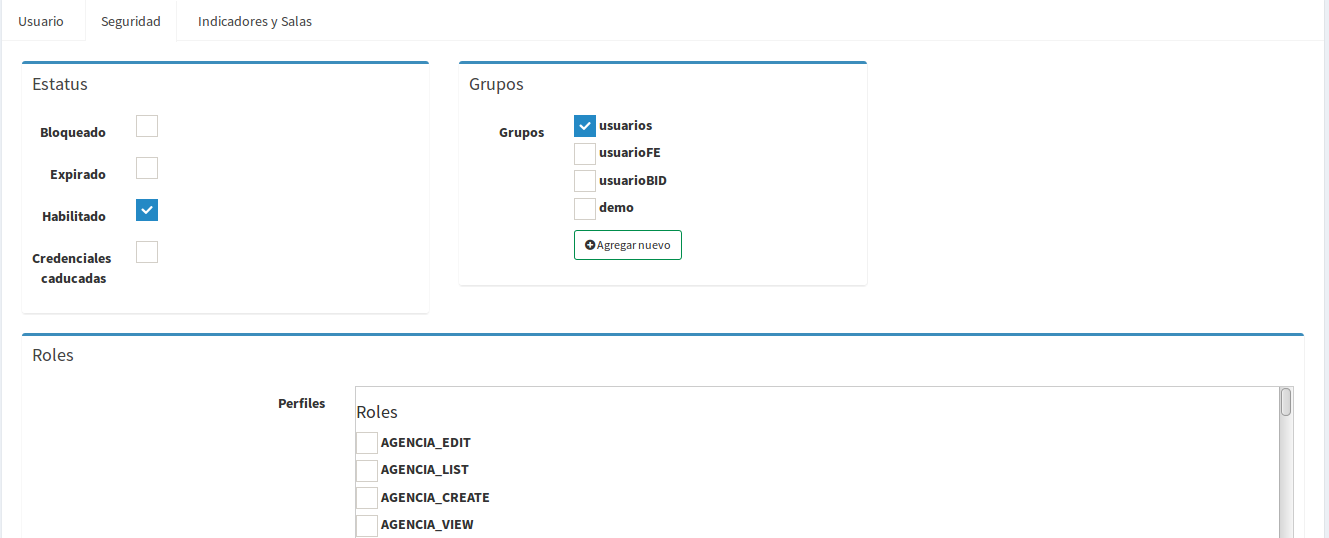 Usuario
Seguridad
Indicadores y Salas
Estatus
Bloqueado
Expirado
Habilitado
Credenciales
caducadas
Grupos
Grupos
usuarios
usuarioFE
usuarioBID
demo
Agregar nuevo
Roles
Perfiles
Roles
AGENCIA_EDIT
AGENCIA_LIST
AGENCIA_CREATE
AGENCIA_VIEW